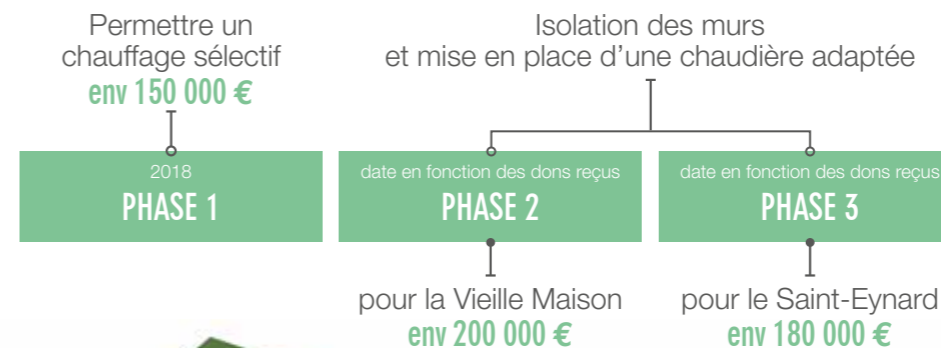 Permettre un
chauffage sélectif
env 150 000 €
Isolation des murs
et mise en place d’une chaudière adaptée
2018
PHASE 1
date en fonction des dons reçus
PHASE 2
date en fonction des dons reçus
PHASE 3
pour la Vieille Maison
env 200 000 €
pour le Saint-Eynard
env 180 000 €